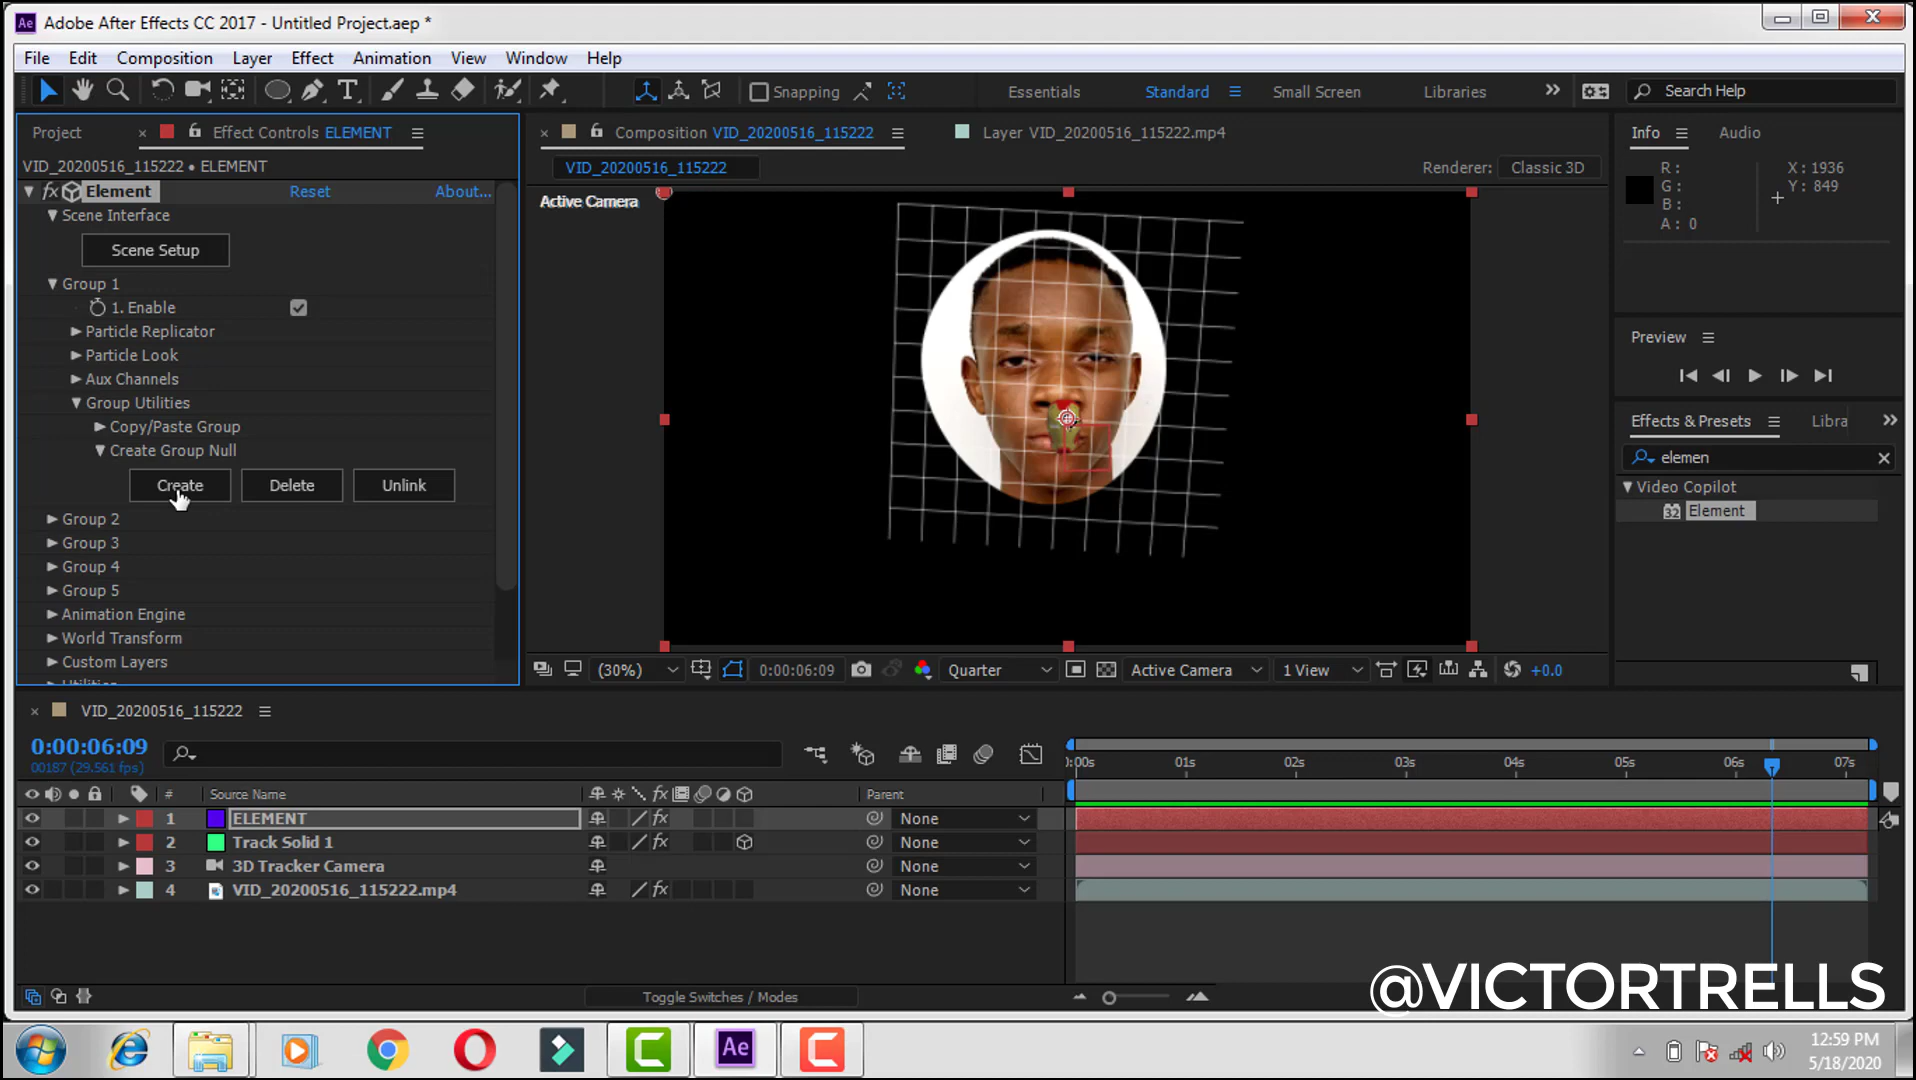 Adobe After Effects CC 2017 - Untitled Project.aep *
File Edit Composition Layer Effect Animation View Window Help
Snapping Essentials Standard Small Screen Libraries Search Help
Project Effect Controls ELEMENT
VID_20200516_115222 • ELEMENT
fx Element Reset About...
Scene Interface
Scene Setup
Group 1
1. Enable
Particle Replicator
Particle Look
Aux Channels
Group Utilities
Copy/Paste Group
Create Group Null
Create Delete Unlink
Group 2
Group 3
Group 4
Group 5
Animation Engine
World Transform
Custom Layers
Composition VID_20200516_115222 Layer VID_20200516_115222.mp4
VID_20200516_115222 Renderer: Classic 3D
Active Camera
(30%) 0:00:06:09 Quarter Active Camera 1 View +0.0
Info Audio
R : X : 1936
G : Y : 849
B :
A : 0
Preview
Effects & Presets Libra
elemen
Video Copilot
32 Element
VID_20200516_115222
0:00:06:09
00187 (29.561 fps)
:00s 01s 02s 03s 04s 05s 06s 07s
# Source Name fx Parent
1 ELEMENT fx None
2 Track Solid 1 fx None
3 3D Tracker Camera None
4 VID_20200516_115222.mp4 fx None
Toggle Switches / Modes
@VICTORTRELLS
Ae
12:59 PM
5/18/2020